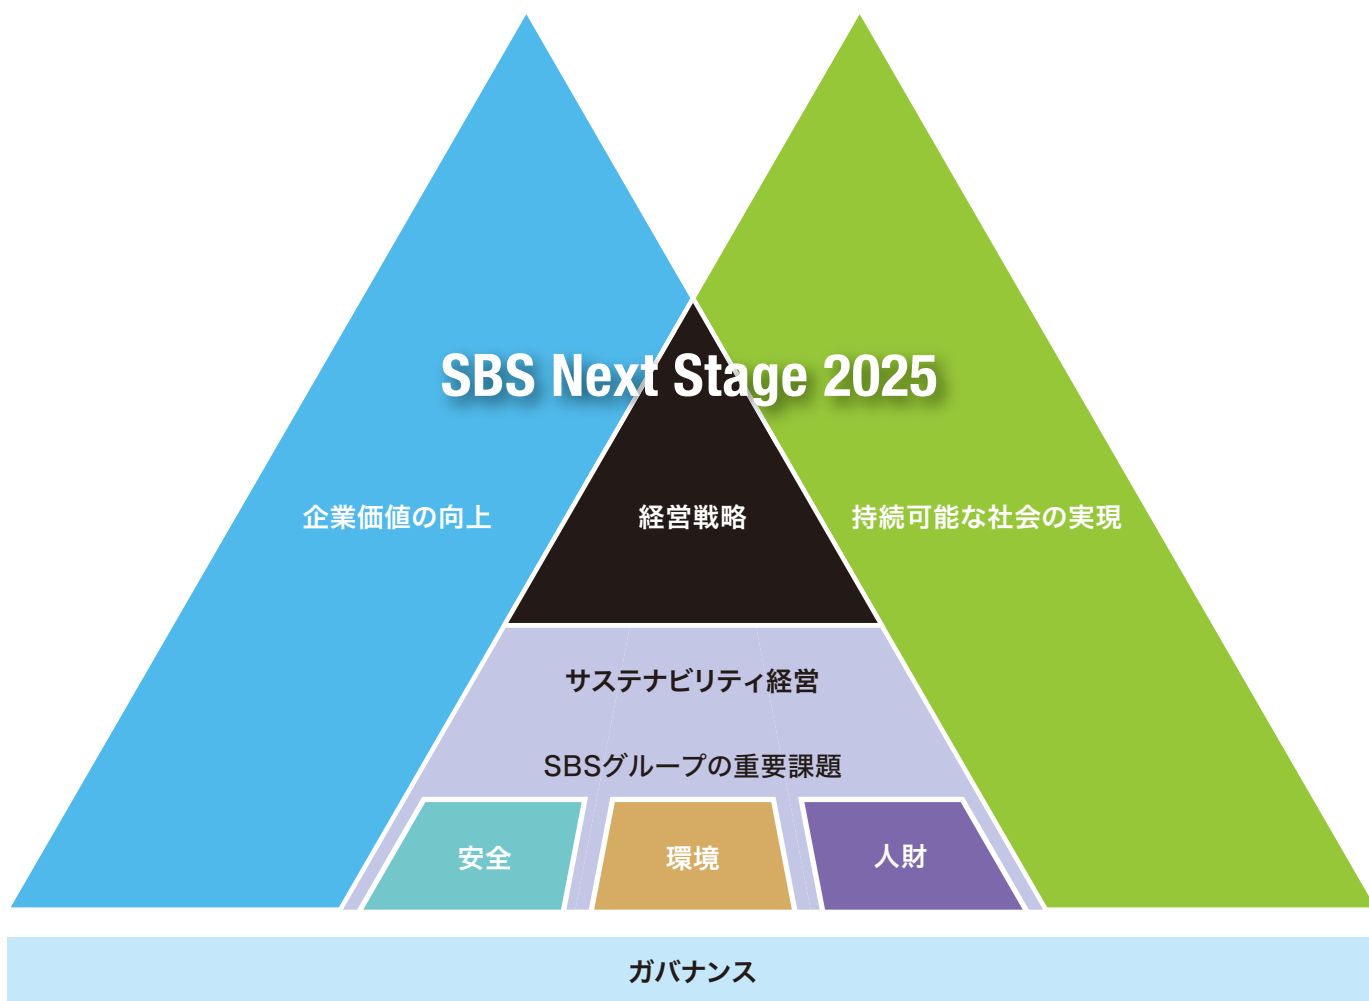 SBS Next Stage 2025
企業価値の向上
経営戦略
持続可能な社会の実現
サステナビリティ経営
SBSグループの重要課題
安全
環境
人財
ガバナンス